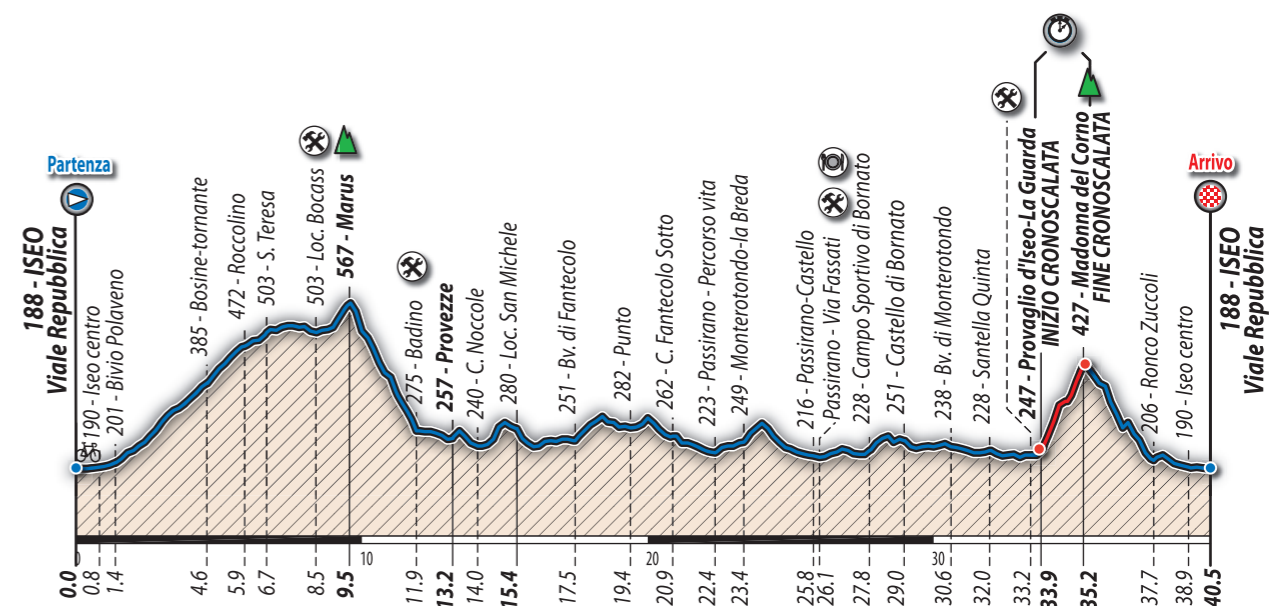 Partenza
188 - ISEO
Viale Repubblica
190 - Iseo centro
201 - Bivio Polaveno
385 - Bosine-tornante
472 - Roccolino
503 - S. Teresa
503 - Loc. Bocass
567 - Marus
275 - Badino
257 - Provezze
240 - C. Noccole
280 - Loc. San Michele
251 - Bv. di Fantecolo
282 - Punto
262 - C. Fantecolo Sotto
223 - Passirano - Percorso vita
249 - Monterotondo-la Breda
216 - Passirano-Castello
Passirano - Via Fassati
228 - Campo Sportivo di Bornato
251 - Castello di Bornato
238 - Bv. di Monterotondo
228 - Santella Quinta
247 - Provaglio d'Iseo-La Guarda
INIZIO CRONOSCALATA
427 - Madonna del Corno
FINE CRONOSCALATA
206 - Ronco Zuccoli
190 - Iseo centro
Arrivo
188 - ISEO
Viale Repubblica
0
10
20
30
0.0
0.8
1.4
4.6
5.9
6.7
8.5
9.5
11.9
13.2
14.0
15.4
17.5
19.4
20.9
22.4
23.4
25.8
26.1
27.8
29.0
30.6
32.0
33.2
33.9
35.2
37.7
38.9
40.5